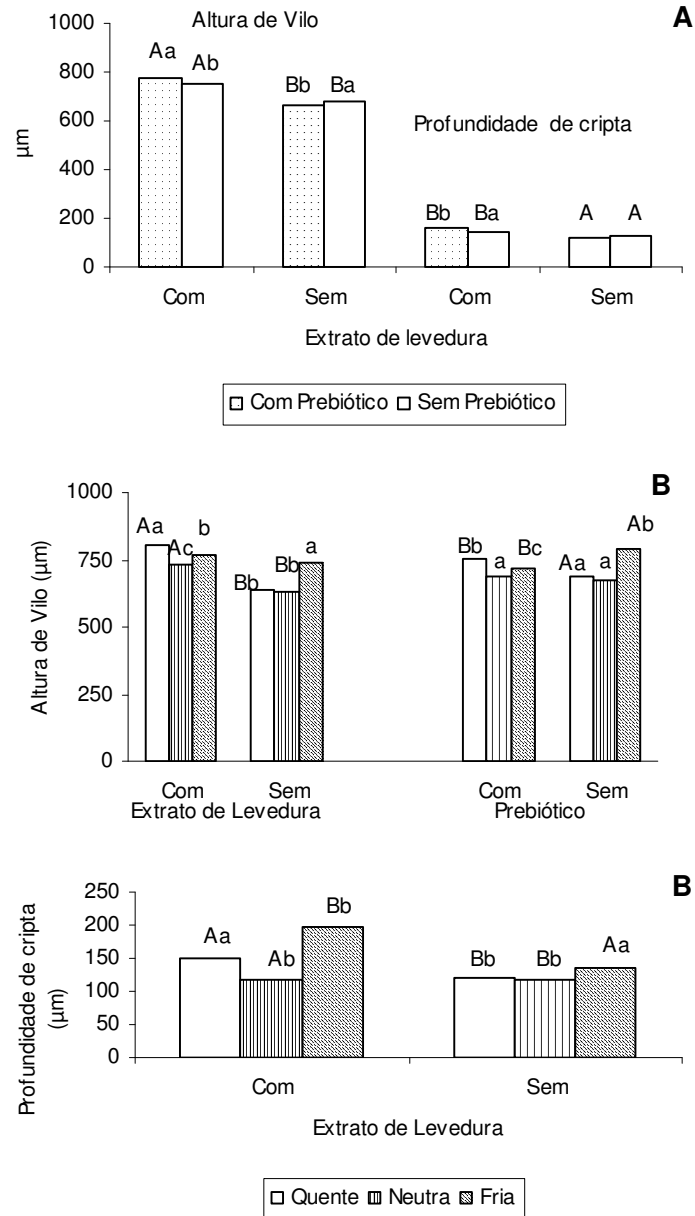 A
Altura de Vilo
1000
800
600
400
200
0
µm
Aa
Ab
Bb
Ba
Profundidade de cripta
Bb
Ba
A
A
Com
Sem
Com
Sem
Extrato de levedura
Com Prebiótico Sem Prebiótico
B
1000
750
500
250
0
Altura de Vilo (µm)
Aa
Ac
b
Bb
Bb
a
Bb
a
Bc
Aa
a
Ab
Com
Sem
Com
Sem
Extrato de Levedura
Prebiótico
B
250
200
150
100
50
0
Profundidade de cripta
(µm)
Aa
Ab
Bb
Bb
Bb
Aa
Com
Sem
Extrato de Levedura
Quente Neutra Fria